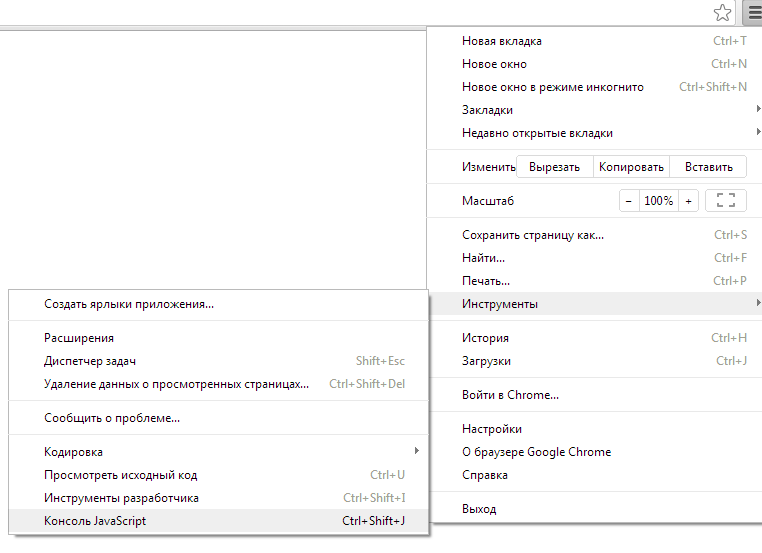 Новая вкладка Ctrl+T
Новое окно Ctrl+N
Новое окно в режиме инкогнито Ctrl+Shift+N
Закладки
Недавно открытые вкладки
Изменить Вырезать Копировать Вставить
Масштаб − 100% +
Сохранить страницу как... Ctrl+S
Найти... Ctrl+F
Печать... Ctrl+P
Инструменты
История Ctrl+H
Загрузки Ctrl+J
Войти в Chrome...
Настройки
О браузере Google Chrome
Справка
Выход
Создать ярлыки приложения...
Расширения
Диспетчер задач Shift+Esc
Удаление данных о просмотренных страницах... Ctrl+Shift+Del
Сообщить о проблеме...
Кодировка
Просмотреть исходный код Ctrl+U
Инструменты разработчика Ctrl+Shift+I
Консоль JavaScript Ctrl+Shift+J